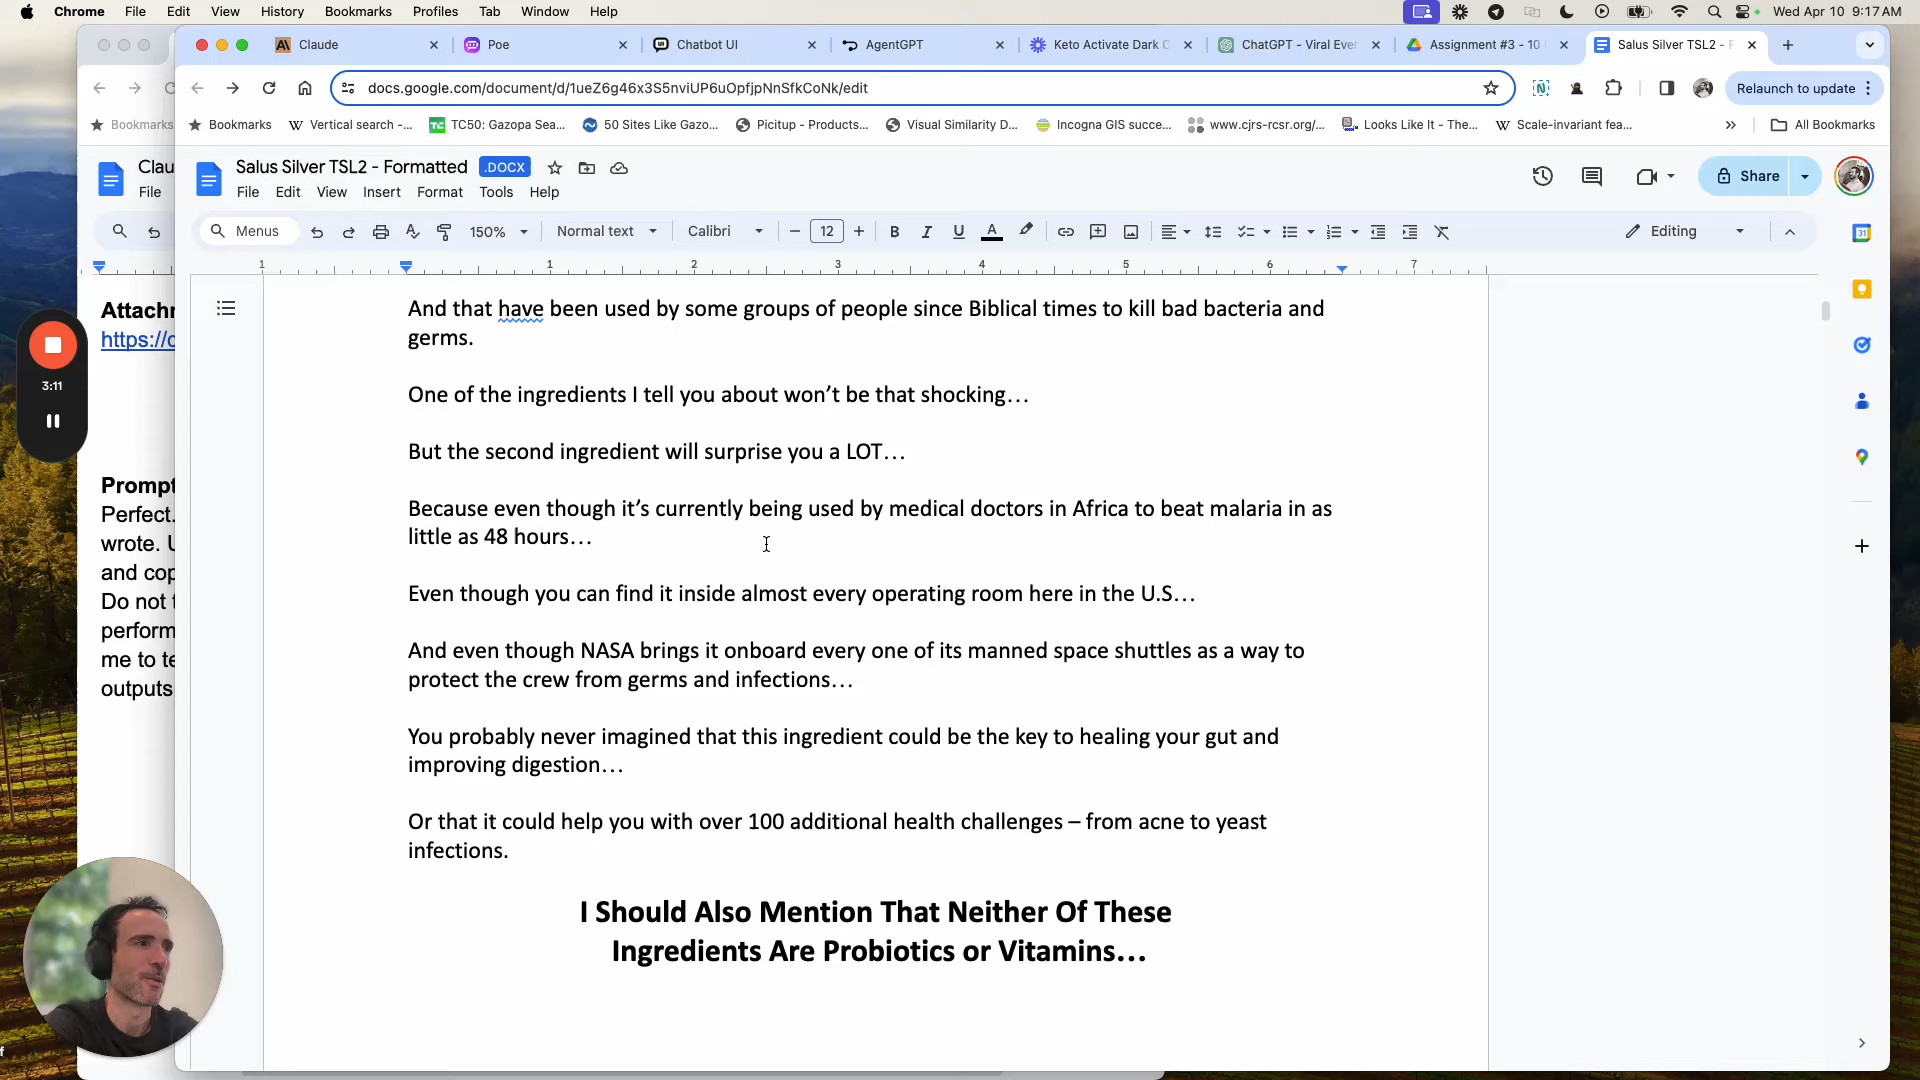 Chrome File Edit View History Bookmarks Profiles Tab Window Help Wed Apr 10 9:17 AM
Claude Poe Chatbot UI AgentGPT Keto Activate Dark C ChatGPT - Viral Ever Assignment #3 - 10 Salus Silver TSL2 - F
docs.google.com/document/d/1ueZ6g46x3S5nviUP6uOpfjpNnSfkCoNk/edit Relaunch to update
Bookmarks Bookmarks Vertical search -... TC50: Gazopa Sea... 50 Sites Like Gazo... Picitup - Products... Visual Similarity D... Incogna GIS succe... www.cjrs-rcsr.org/... Looks Like It - The... Scale-invariant fea... All Bookmarks
Clau Salus Silver TSL2 - Formatted .DOCX
File File Edit View Insert Format Tools Help Share
Menus 150% Normal text Calibri 12 Editing
1 1 2 3 4 5 6 7
Attachm
https://c
3:11
Prompt
Perfect.
wrote. U
and cop
Do not t
perform
me to te
outputs
And that have been used by some groups of people since Biblical times to kill bad bacteria and
germs.
One of the ingredients I tell you about won’t be that shocking…
But the second ingredient will surprise you a LOT…
Because even though it’s currently being used by medical doctors in Africa to beat malaria in as
little as 48 hours…
Even though you can find it inside almost every operating room here in the U.S…
And even though NASA brings it onboard every one of its manned space shuttles as a way to
protect the crew from germs and infections…
You probably never imagined that this ingredient could be the key to healing your gut and
improving digestion…
Or that it could help you with over 100 additional health challenges – from acne to yeast
infections.
I Should Also Mention That Neither Of These
Ingredients Are Probiotics or Vitamins…